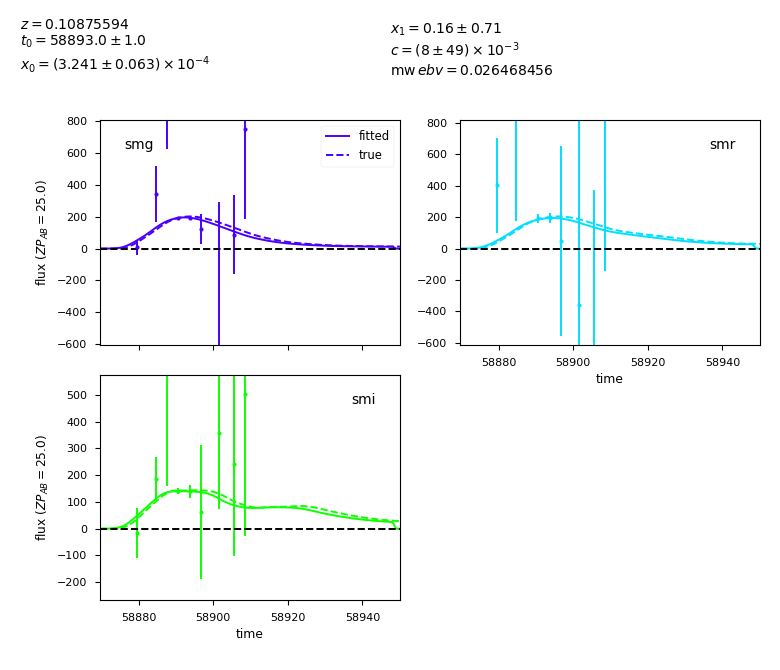 z = 0.10875594
t₀ = 58893.0 ± 1.0
x₀ = (3.241 ± 0.063) × 10⁻⁴
x₁ = 0.16 ± 0.71
c = (8 ± 49) × 10⁻³
mw ebv = 0.026468456
800
600
400
200
0
−200
−400
−600
flux (ZP_AB = 25.0)
smg
fitted
true
800
600
400
200
0
−200
−400
−600
smr
58880 58900 58920 58940
time
500
400
300
200
100
0
−100
−200
flux (ZP_AB = 25.0)
smi
58880 58900 58920 58940
time